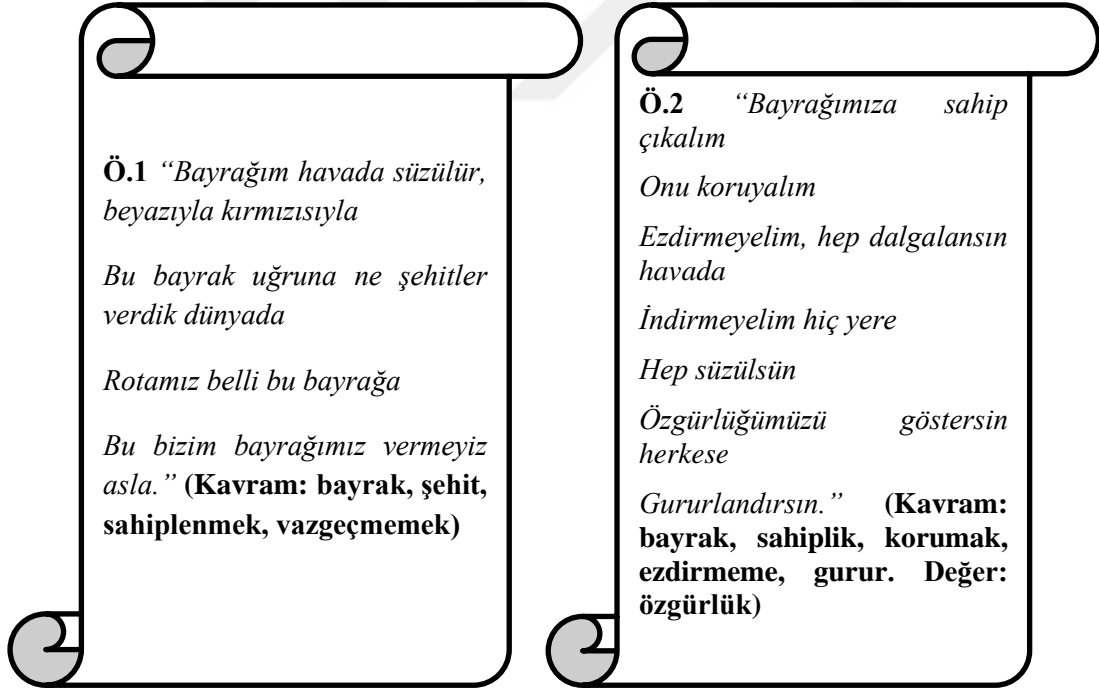 Ö.1 “Bayrağım havada süzülür,
beyazıyla kırmızısıyla
Bu bayrak uğruna ne şehitler
verdik dünyada
Rotamız belli bu bayrağa
Bu bizim bayrağımız vermeyiz
asla.” (Kavram: bayrak, şehit,
sahiplenmek, vazgeçmemek)
Ö.2 “Bayrağımıza sahip
çıkalım
Onu koruyalım
Ezdirmeyelim, hep dalgalansın
havada
İndirmeyelim hiç yere
Hep süzülsün
Özgürlüğümüzü göstersin
herkese
Gururlandırsın.” (Kavram:
bayrak, sahiplik, korumak,
ezdirmeme, gurur. Değer:
özgürlük)